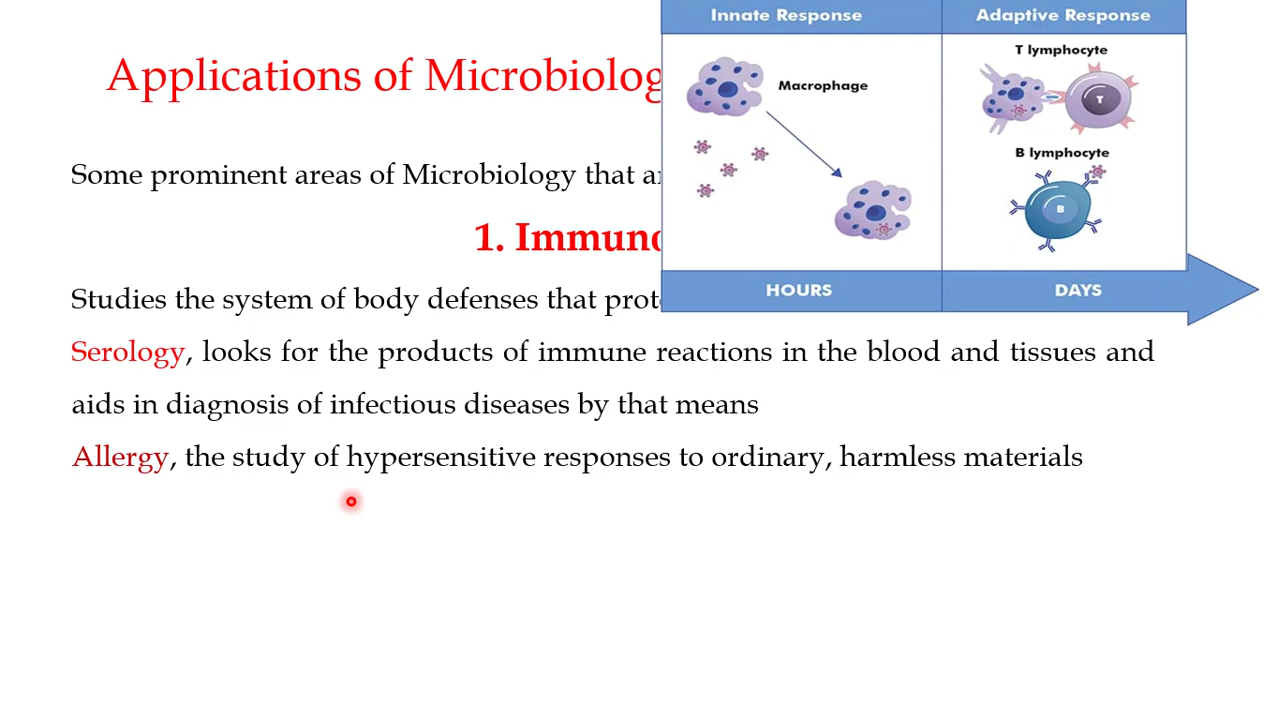 Applications of Microbiolog
Some prominent areas of Microbiology that
1. Immuno
Studies the system of body defenses that
Serology, looks for the products of immune reactions in the blood and tissues and
aids in diagnosis of infectious diseases by that means
Allergy, the study of hypersensitive responses to ordinary, harmless materials
Innate Response
Adaptive Response
Macrophage
T lymphocyte
T
B lymphocyte
B
HOURS
DAYS